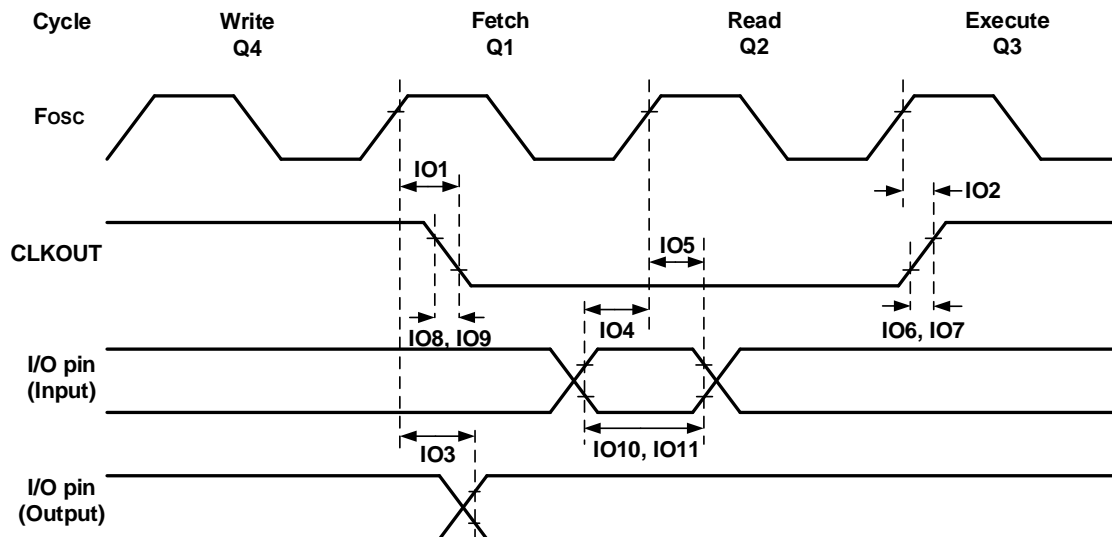 Cycle
Write
Q4
Fetch
Q1
Read
Q2
Execute
Q3
Fosc
IO1
IO2
CLKOUT
IO5
IO4
IO8, IO9
IO6, IO7
I/O pin
(Input)
IO10, IO11
IO3
I/O pin
(Output)